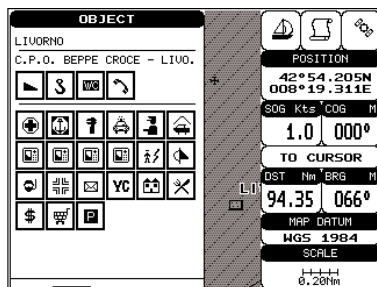 OBJECT
LIVORNO
C.P.O. BEPPE CROCE - LIVO.
WC
YC
$
P
LI
POSITION
42°54.205N
008°19.311E
SOG Kts COG M
1.0 000°
TO CURSOR
DST Nm BRG M
94.35 066°
MAP DATUM
WGS 1984
SCALE
0.20Nm